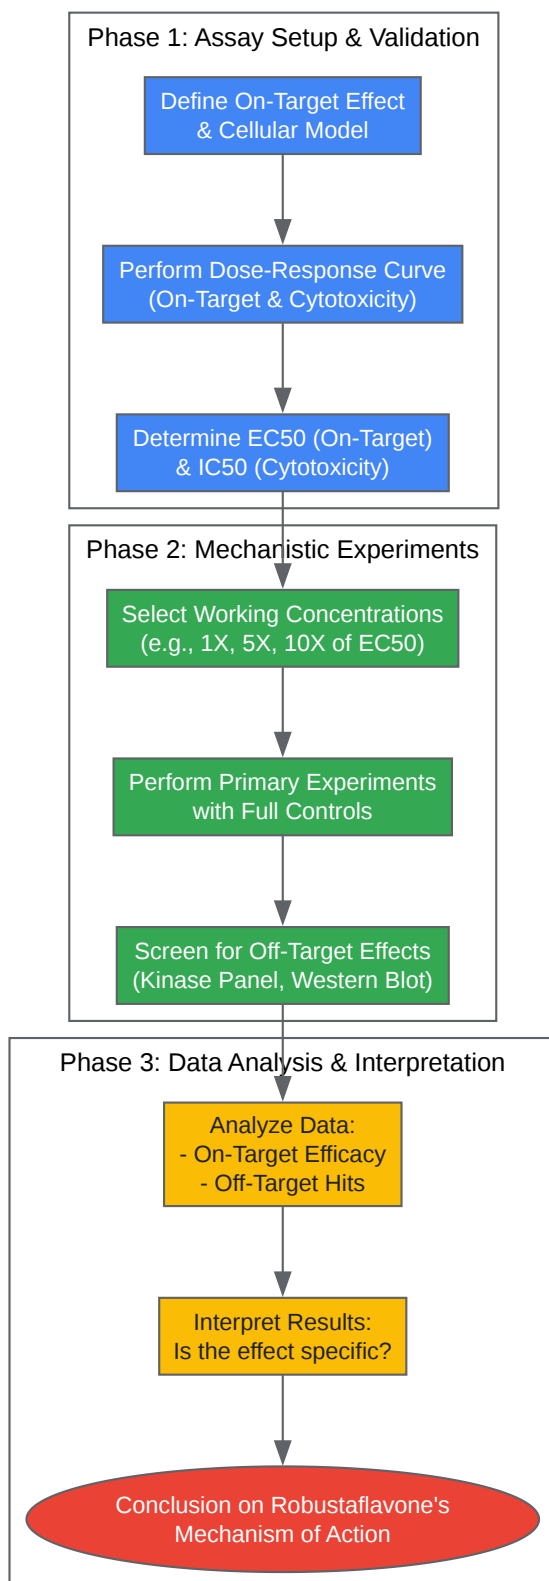 Phase 1: Assay Setup & Validation
Define On-Target Effect
& Cellular Model
Perform Dose-Response Curve
(On-Target & Cytotoxicity)
Determine EC50 (On-Target)
& IC50 (Cytotoxicity)
Phase 2: Mechanistic Experiments
Select Working Concentrations
(e.g., 1X, 5X, 10X of EC50)
Perform Primary Experiments
with Full Controls
Screen for Off-Target Effects
(Kinase Panel, Western Blot)
Phase 3: Data Analysis & Interpretation
Analyze Data:
- On-Target Efficacy
- Off-Target Hits
Interpret Results:
Is the effect specific?
Conclusion on Robustaflavone's
Mechanism of Action